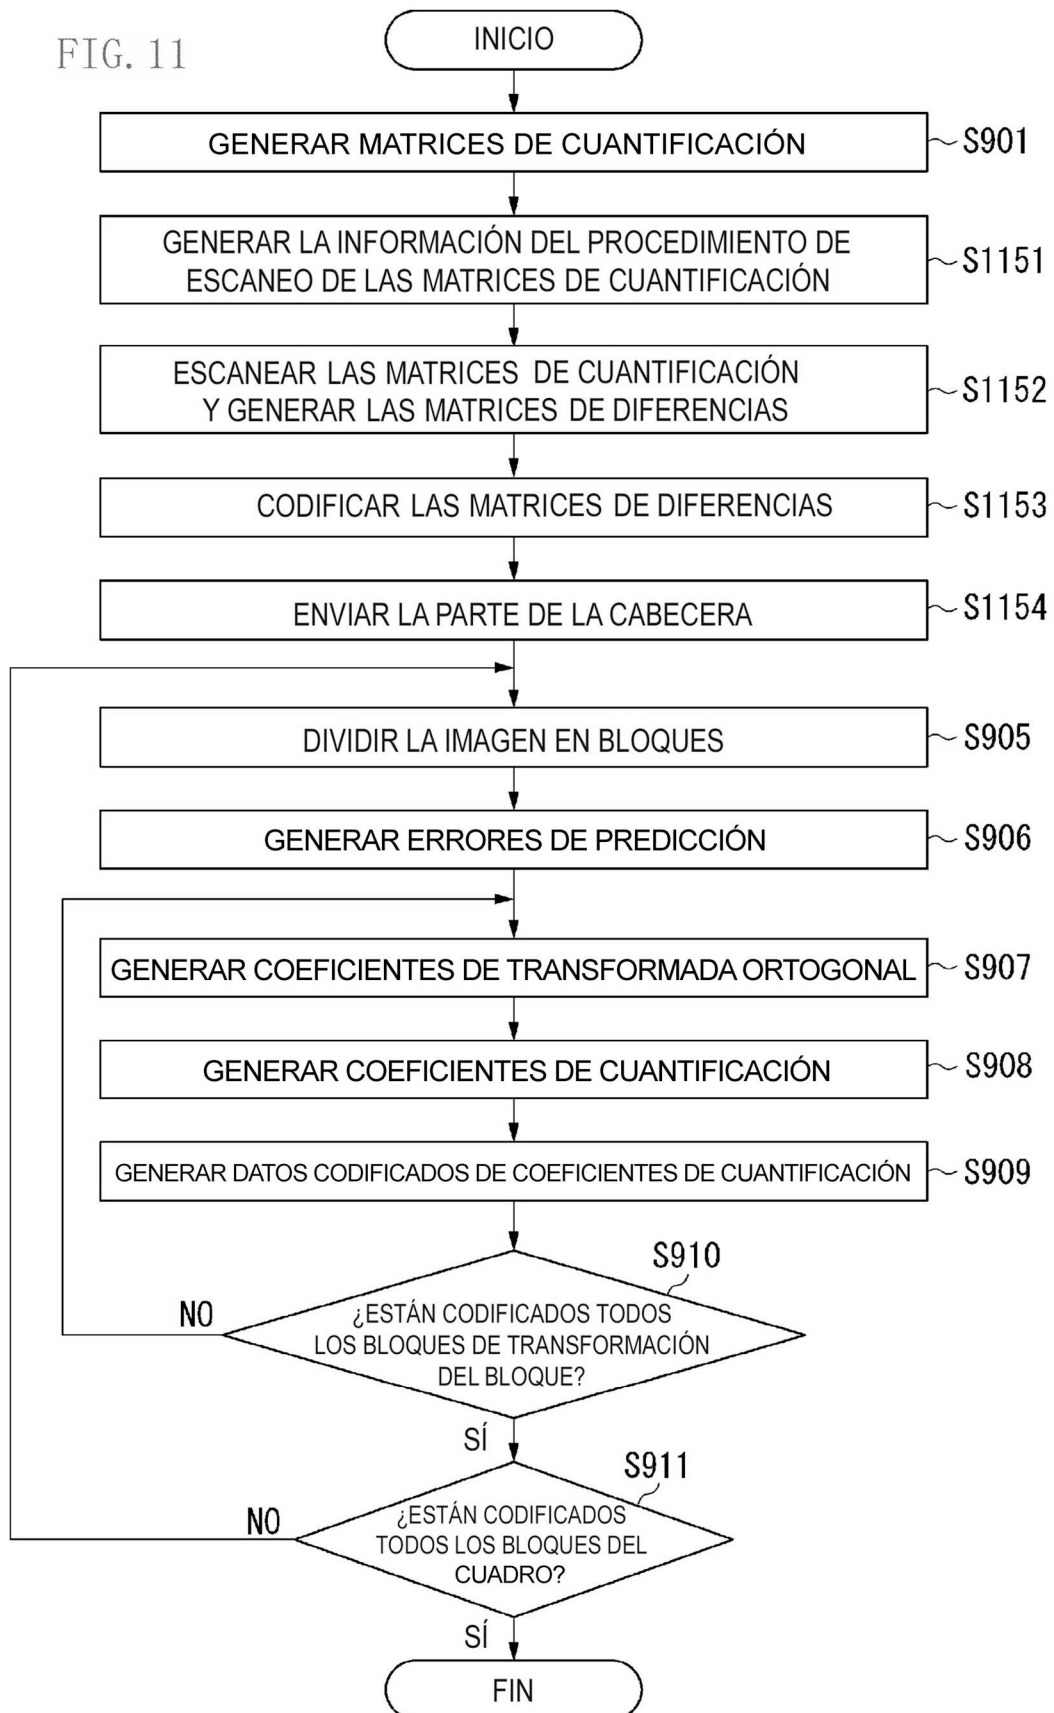 FIG. 11
INICIO
GENERAR MATRICES DE CUANTIFICACIÓN
S901
GENERAR LA INFORMACIÓN DEL PROCEDIMIENTO DE
ESCANEO DE LAS MATRICES DE CUANTIFICACIÓN
S1151
ESCANEAR LAS MATRICES DE CUANTIFICACIÓN
Y GENERAR LAS MATRICES DE DIFERENCIAS
S1152
CODIFICAR LAS MATRICES DE DIFERENCIAS
S1153
ENVIAR LA PARTE DE LA CABECERA
S1154
DIVIDIR LA IMAGEN EN BLOQUES
S905
GENERAR ERRORES DE PREDICCIÓN
S906
GENERAR COEFICIENTES DE TRANSFORMADA ORTOGONAL
S907
GENERAR COEFICIENTES DE CUANTIFICACIÓN
S908
GENERAR DATOS CODIFICADOS DE COEFICIENTES DE CUANTIFICACIÓN
S909
S910
NO
¿ESTÁN CODIFICADOS TODOS
LOS BLOQUES DE TRANSFORMACIÓN
DEL BLOQUE?
SÍ
S911
NO
¿ESTÁN CODIFICADOS
TODOS LOS BLOQUES DEL
CUADRO?
SÍ
FIN